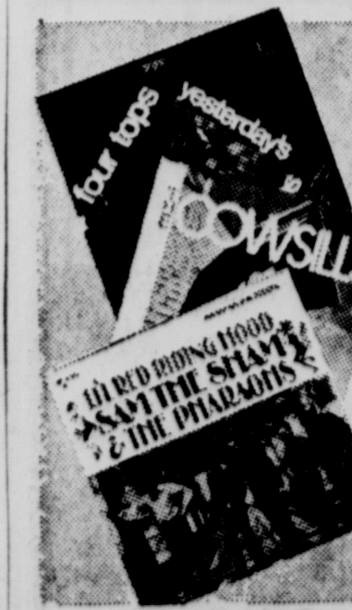 four tops
yesterday's
COWSILL
LI'L RED RIDING HOOD
SAM THE SHAM
& THE PHARAOHS